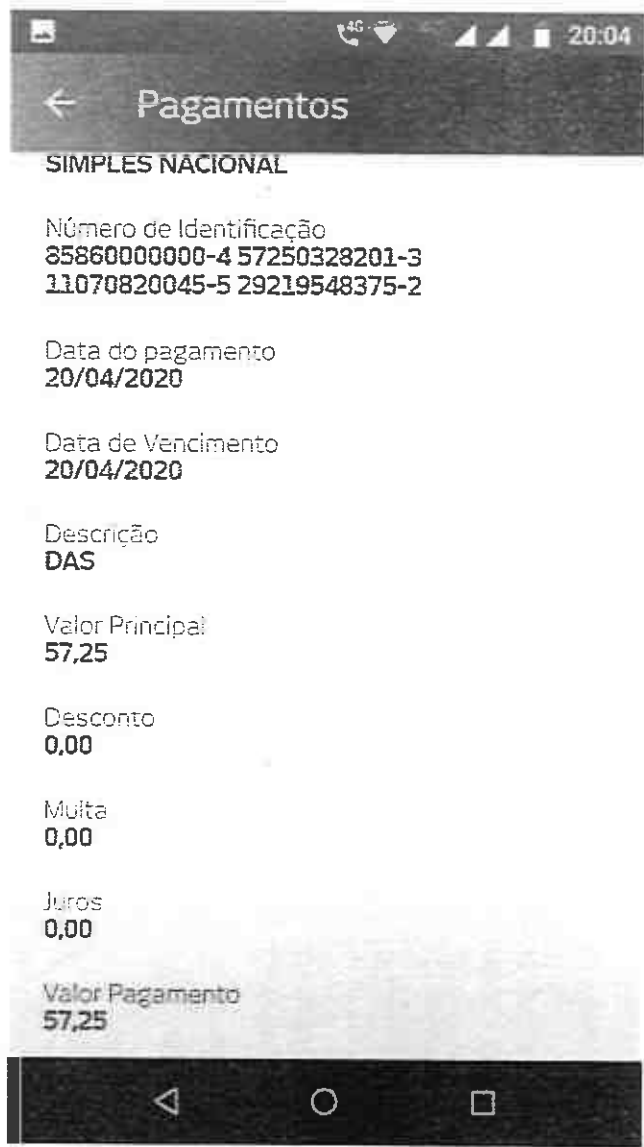 4G
20:04
Pagamentos
SIMPLES NACIONAL
Número de Identificação
85860000000-4 57250328201-3
11070820045-5 29219548375-2
Data do pagamento
20/04/2020
Data de Vencimento
20/04/2020
Descrição
DAS
Valor Principal
57,25
Desconto
0,00
Multa
0,00
Juros
0,00
Valor Pagamento
57,25